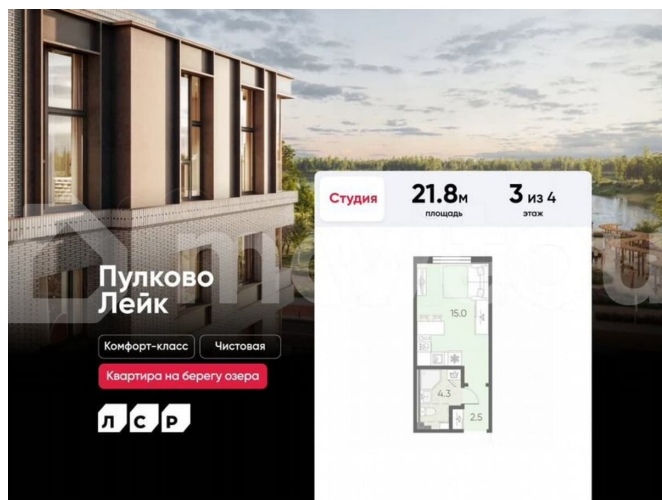 Студия
21.8м
площадь
3 из 4
этаж
Пулково
Лейк
Комфорт-класс
Чистовая
Квартира на берегу озера
ЛСР
15.0
4.3
2.5